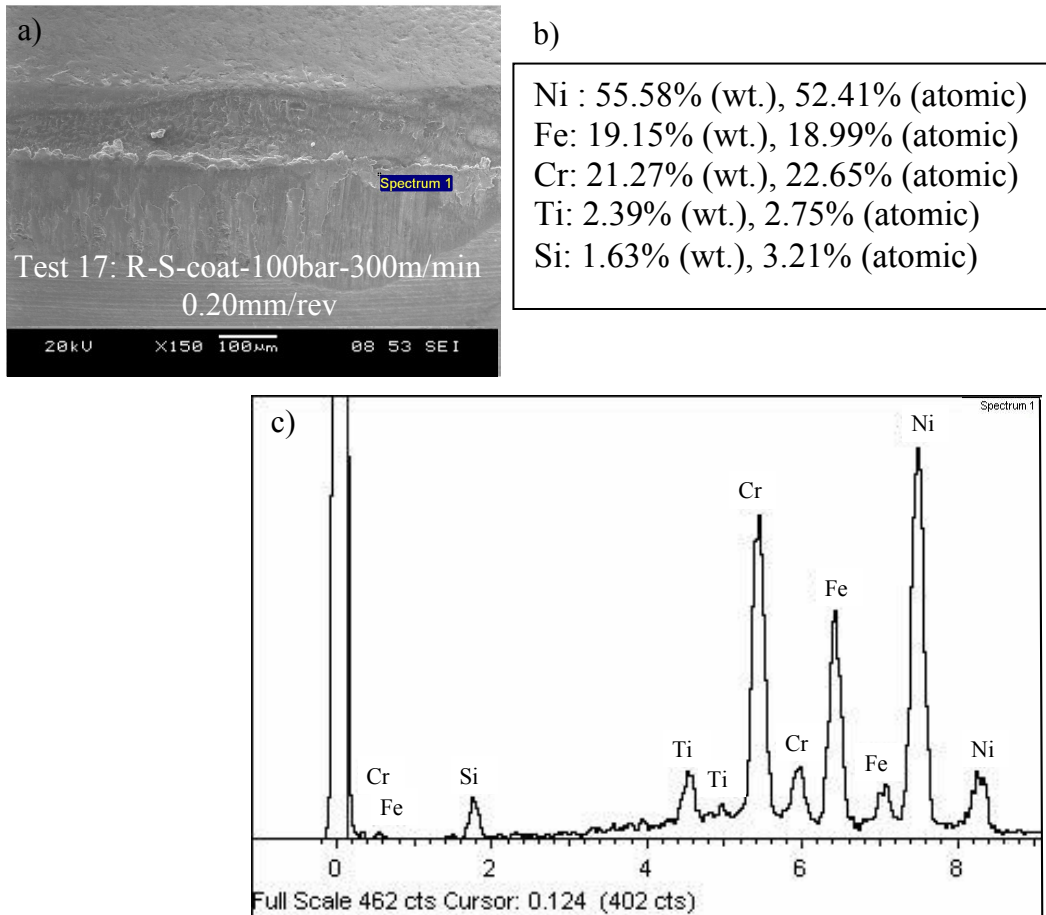 a)
Spectrum 1
Test 17: R-S-coat-100bar-300m/min
0.20mm/rev
20kV X150 100µm 08 53 SEI
b)
Ni : 55.58% (wt.), 52.41% (atomic)
Fe: 19.15% (wt.), 18.99% (atomic)
Cr: 21.27% (wt.), 22.65% (atomic)
Ti: 2.39% (wt.), 2.75% (atomic)
Si: 1.63% (wt.), 3.21% (atomic)
c)
Spectrum 1
Ni
Cr
Fe
Cr
Fe
Si
Ti
Ti
Cr
Fe
Ni
0 2 4 6 8
Full Scale 462 cts Cursor: 0.124 (402 cts)